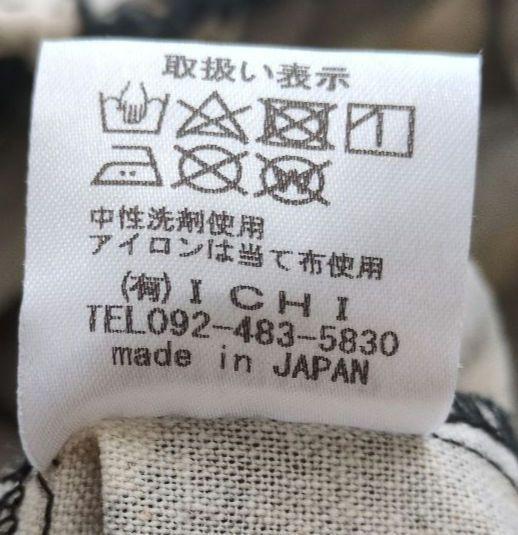 取扱い表示
中性洗剤使用
アイロンは当て布使用
(有)ICHI
TEL092-483-5830
made in JAPAN